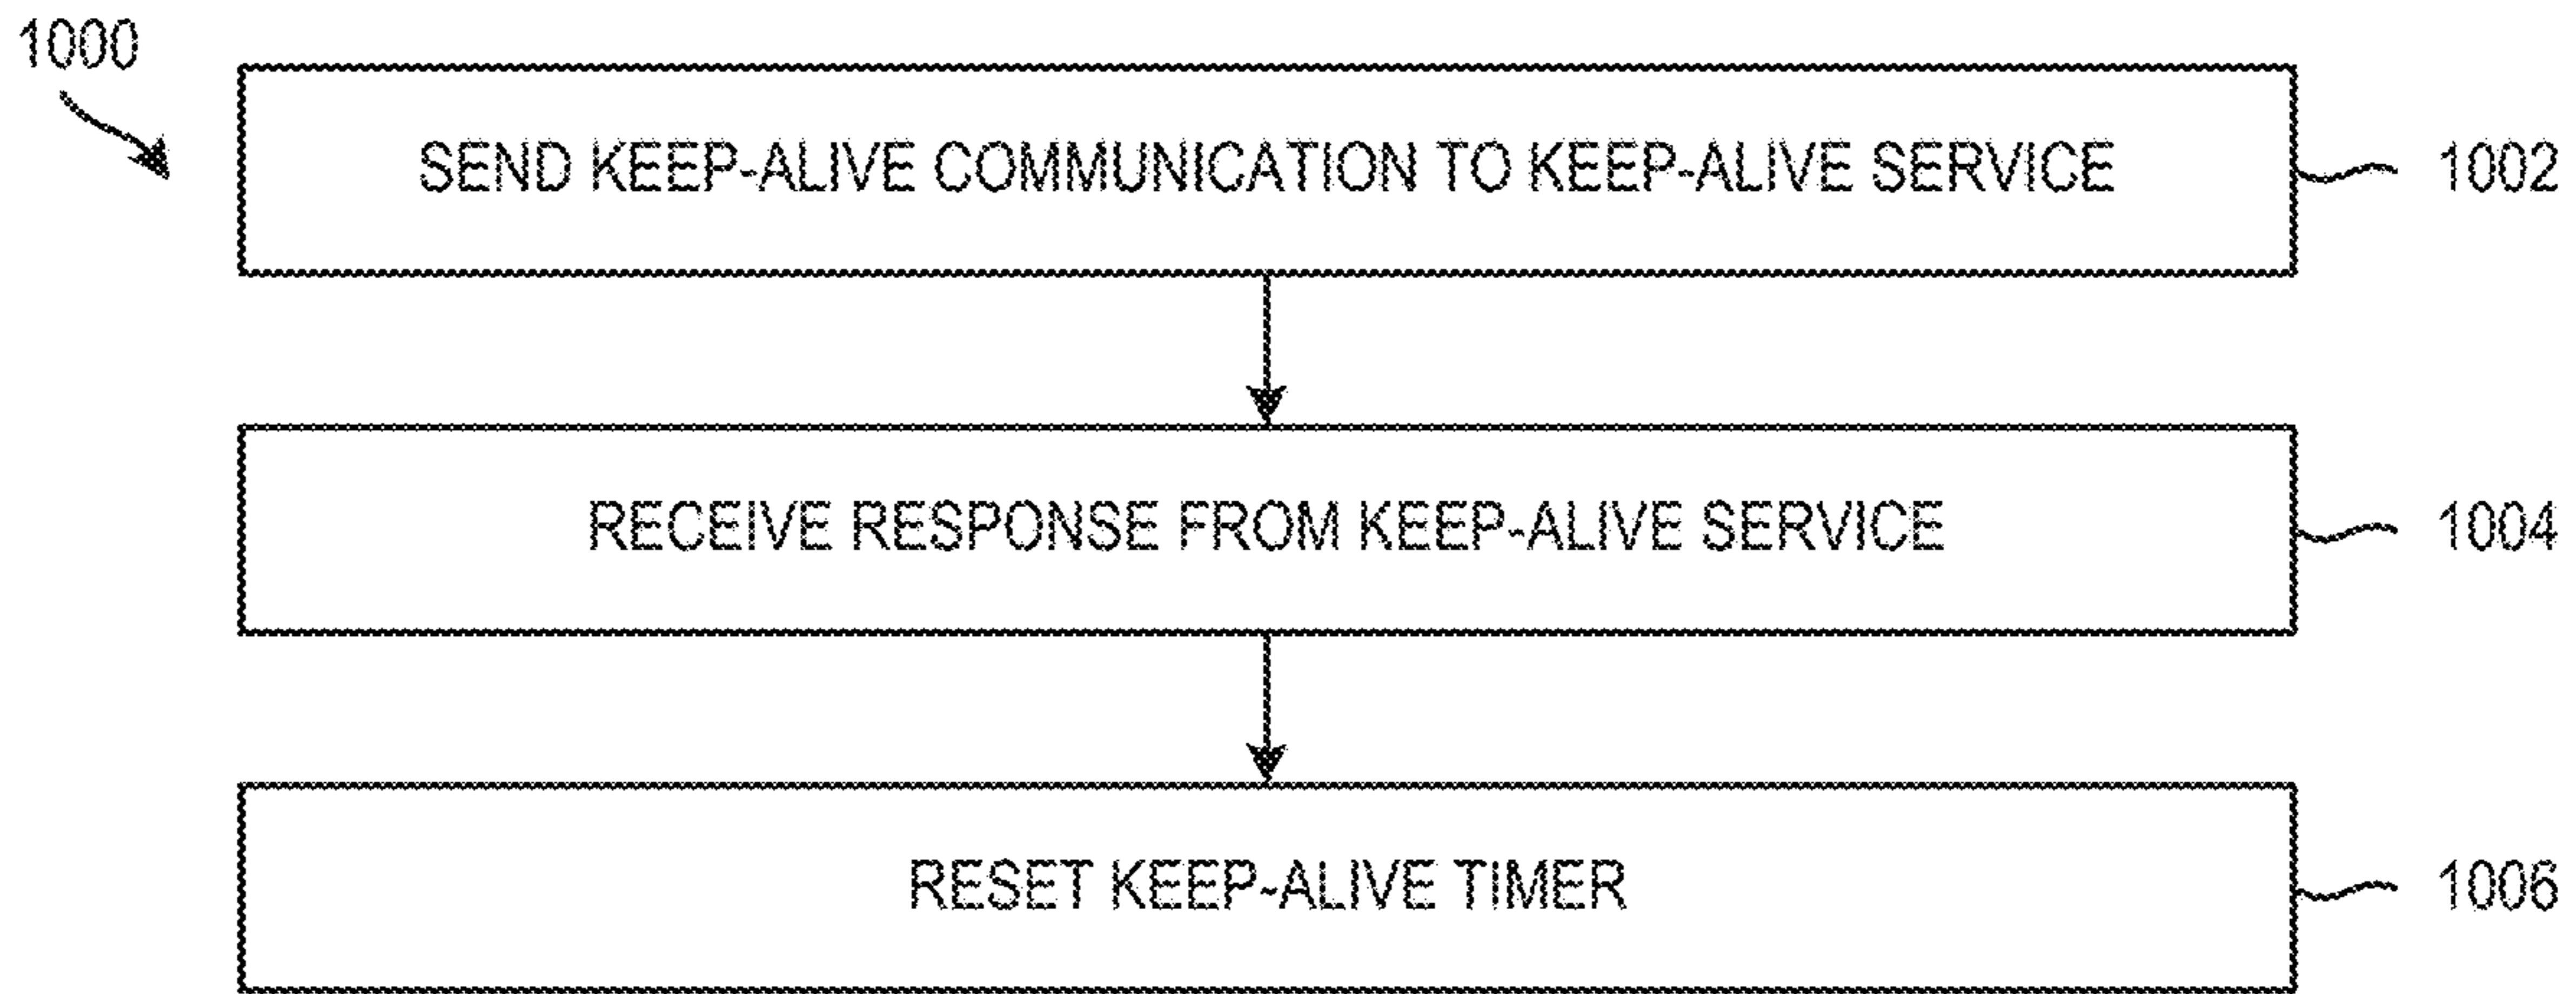 1000
SEND KEEP-ALIVE COMMUNICATION TO KEEP-ALIVE SERVICE
1002
RECEIVE RESPONSE FROM KEEP-ALIVE SERVICE
1004
RESET KEEP-ALIVE TIMER
1006